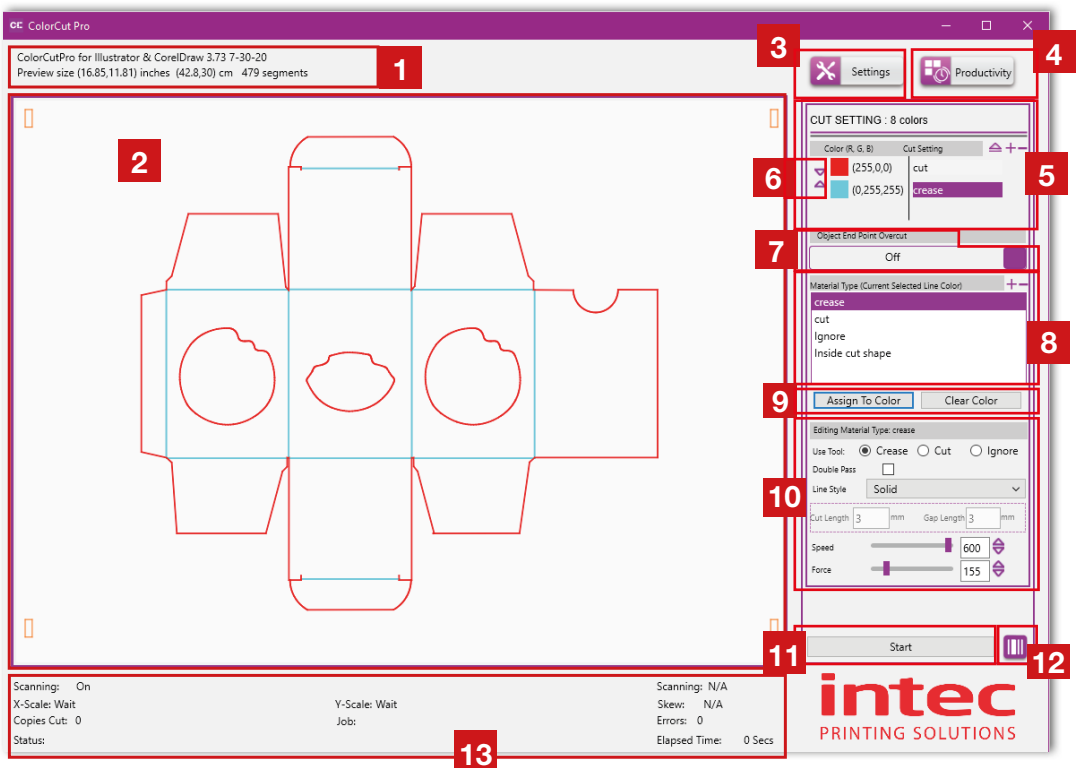 CC ColorCut Pro
ColorCutPro for Illustrator & CorelDraw 3.73 7-30-20
Preview size (16.85,11.81) inches (42.8,30) cm 479 segments
1
2
3
Settings
4
Productivity
CUT SETTING : 8 colors
Color (R, G, B) Cut Setting
(255,0,0) cut
(0,255,255) crease
5
6
Object End Point Overcut
7
Off
Material Type (Current Selected Line Color)
crease
cut
Ignore
Inside cut shape
8
9
Assign To Color Clear Color
Editing Material Type: crease
Use Tool: Crease Cut Ignore
Double Pass
Line Style Solid
10
Cut Length 3 mm Gap Length 3 mm
Speed 600
Force 155
11
Start
12
Scanning: On Scanning: N/A
X-Scale: Wait Y-Scale: Wait Skew: N/A
Copies Cut: 0 Job: Errors: 0
Status: Elapsed Time: 0 Secs
13
intec
PRINTING SOLUTIONS